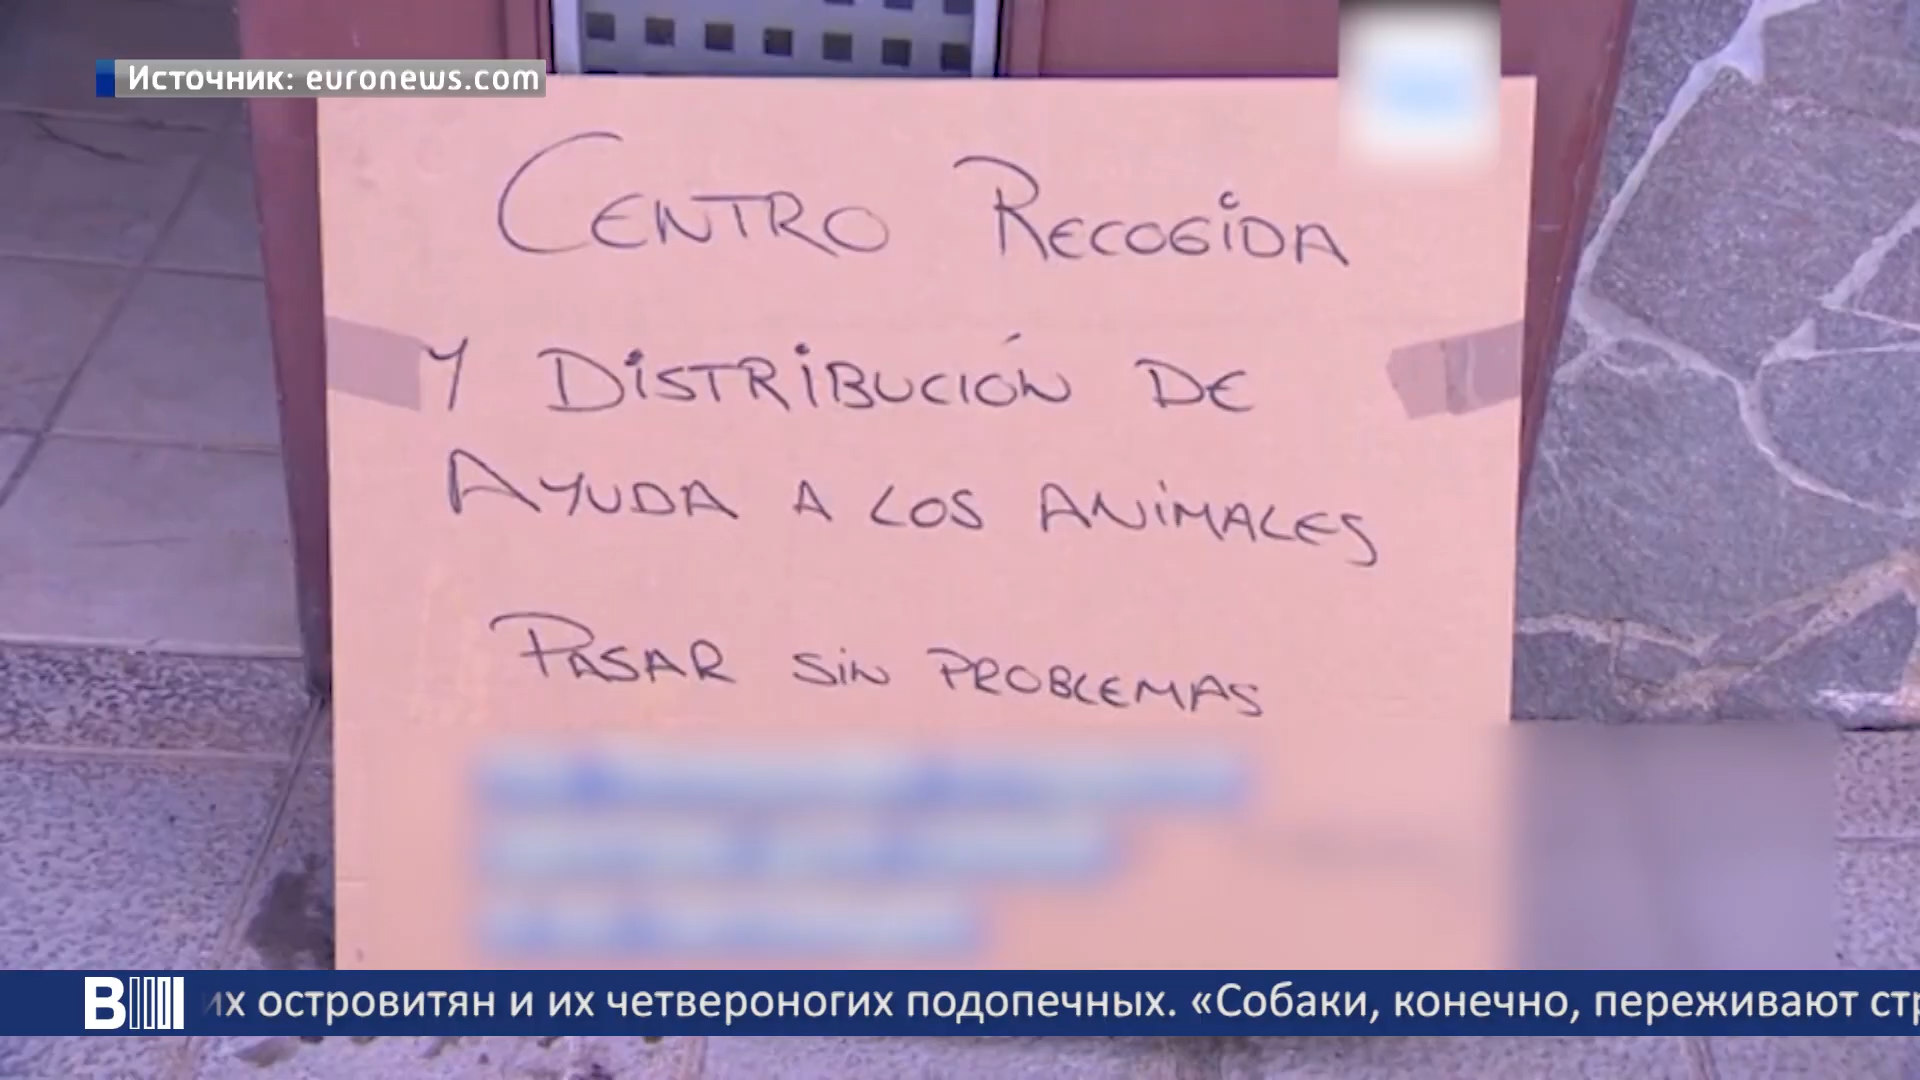 Источник: euronews.com
CENTRO RECOGIDA
Y DISTRIBUCIÓN DE
AYUDA A LOS ANIMALES
PASAR SIN PROBLEMAS
В их островитян и их четвероногих подопечных. «Собаки, конечно, переживают